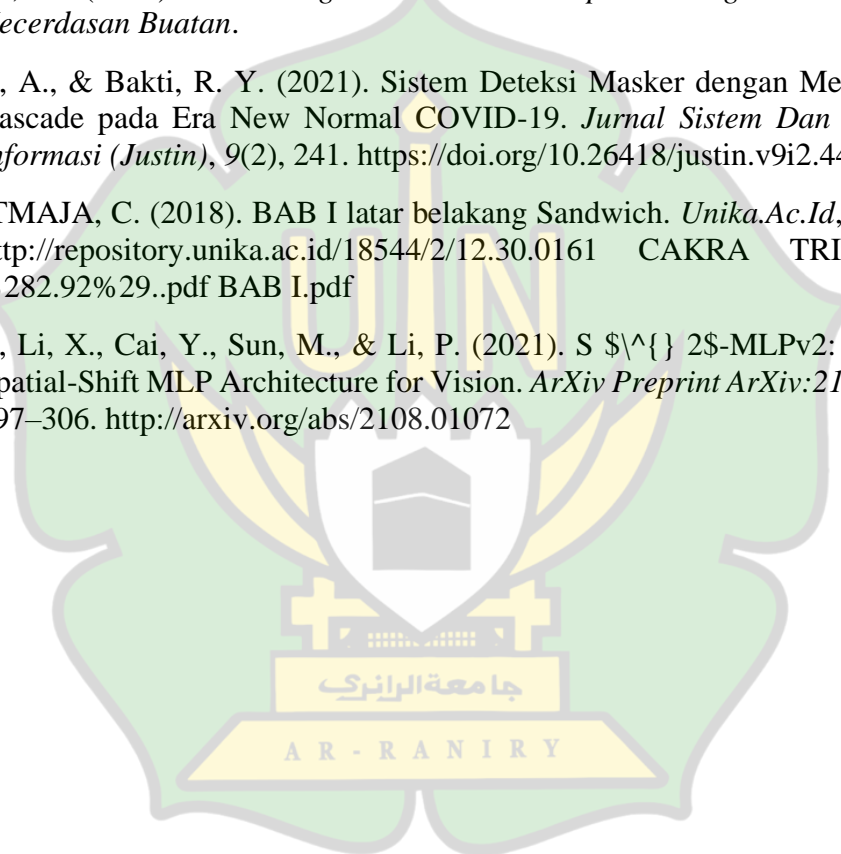 Kecerdasan Buatan.
, A., & Bakti, R. Y. (2021). Sistem Deteksi Masker dengan Me
ascade pada Era New Normal COVID-19. Jurnal Sistem Dan
nformasi (Justin), 9(2), 241. https://doi.org/10.26418/justin.v9i2.44
TMAJA, C. (2018). BAB I latar belakang Sandwich. Unika.Ac.Id,
ttp://repository.unika.ac.id/18544/2/12.30.0161 CAKRA TRI
282.92%29..pdf BAB I.pdf
, Li, X., Cai, Y., Sun, M., & Li, P. (2021). S $\^{} 2$-MLPv2:
patial-Shift MLP Architecture for Vision. ArXiv Preprint ArXiv:21
97–306. http://arxiv.org/abs/2108.01072
UIN
جامعةالرانري
AR-RANIRY